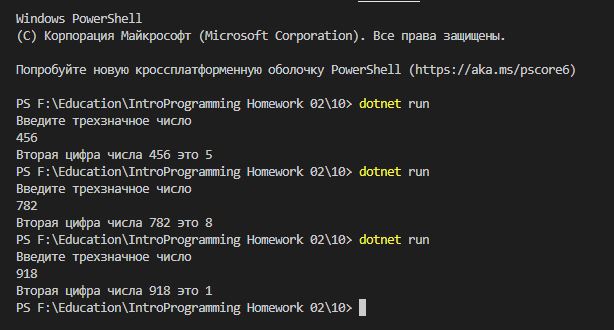 Windows PowerShell
(C) Корпорация Майкрософт (Microsoft Corporation). Все права защищены.
Попробуйте новую кроссплатформенную оболочку PowerShell (https://aka.ms/pscore6)
PS F:\Education\IntroProgramming Homework 02\10> dotnet run
Введите трехзначное число
456
Вторая цифра числа 456 это 5
PS F:\Education\IntroProgramming Homework 02\10> dotnet run
Введите трехзначное число
782
Вторая цифра числа 782 это 8
PS F:\Education\IntroProgramming Homework 02\10> dotnet run
Введите трехзначное число
918
Вторая цифра числа 918 это 1
PS F:\Education\IntroProgramming Homework 02\10>